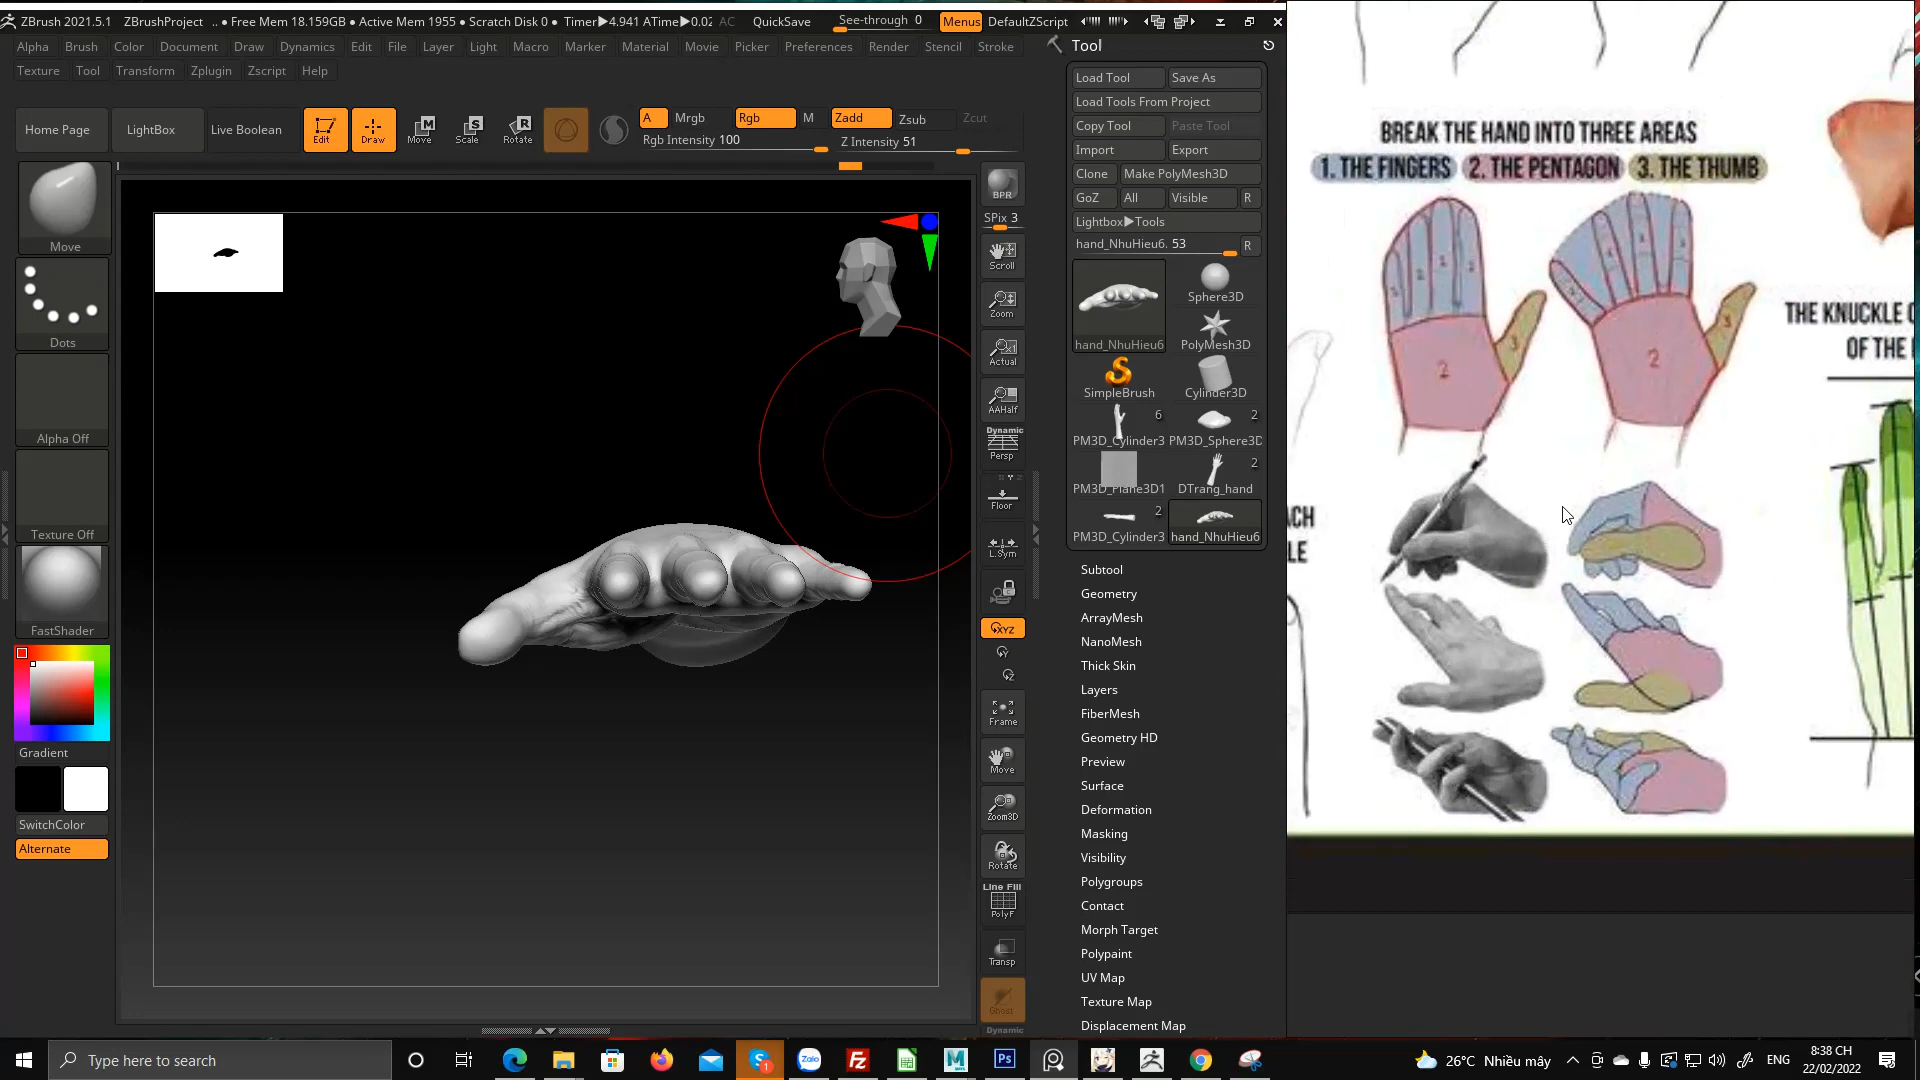 ZBrush 2021.5.1 ZBrushProject .. ● Free Mem 18.159GB ● Active Mem 1955 ● Scratch Disk 0 ● Timer▶4.941 ATime▶0.02 AC QuickSave See-through 0 Menus DefaultZScript
Alpha Brush Color Document Draw Dynamics Edit File Layer Light Macro Marker Material Movie Picker Preferences Render Stencil Stroke
Texture Tool Transform Zplugin Zscript Help
Home Page LightBox Live Boolean Edit Draw Move Scale Rotate
M S R
A Mrgb Rgb M Zadd Zsub Zcut
Rgb Intensity 100 Z Intensity 51
Move
Dots
Alpha Off
Texture Off
FastShader
Gradient
SwitchColor
Alternate
BPR
SPix 3
Scroll
Zoom
Actual
AAHalf
Dynamic
Persp
Floor
L.Sym
XYZ
Frame
Move
Zoom3D
Rotate
Line Fill
PolyF
Transp
Ghost
Dynamic
Tool
Load Tool Save As
Load Tools From Project
Copy Tool Paste Tool
Import Export
Clone Make PolyMesh3D
GoZ All Visible R
Lightbox▶Tools
hand_NhuHieu6. 53 R
hand_NhuHieu6 Sphere3D
PolyMesh3D
SimpleBrush Cylinder3D
6 2
PM3D_Cylinder3 PM3D_Sphere3D
2
PM3D_Plane3D1 DTrang_hand
2
PM3D_Cylinder3 hand_NhuHieu6
Subtool
Geometry
ArrayMesh
NanoMesh
Thick Skin
Layers
FiberMesh
Geometry HD
Preview
Surface
Deformation
Masking
Visibility
Polygroups
Contact
Morph Target
Polypaint
UV Map
Texture Map
Displacement Map
BREAK THE HAND INTO THREE AREAS
1. THE FINGERS 2. THE PENTAGON 3. THE THUMB
2 3
2 3
THE KNUCKLE
OF THE
ACH
LE
Type here to search
26°C Nhiều mây ENG 8:38 CH
22/02/2022